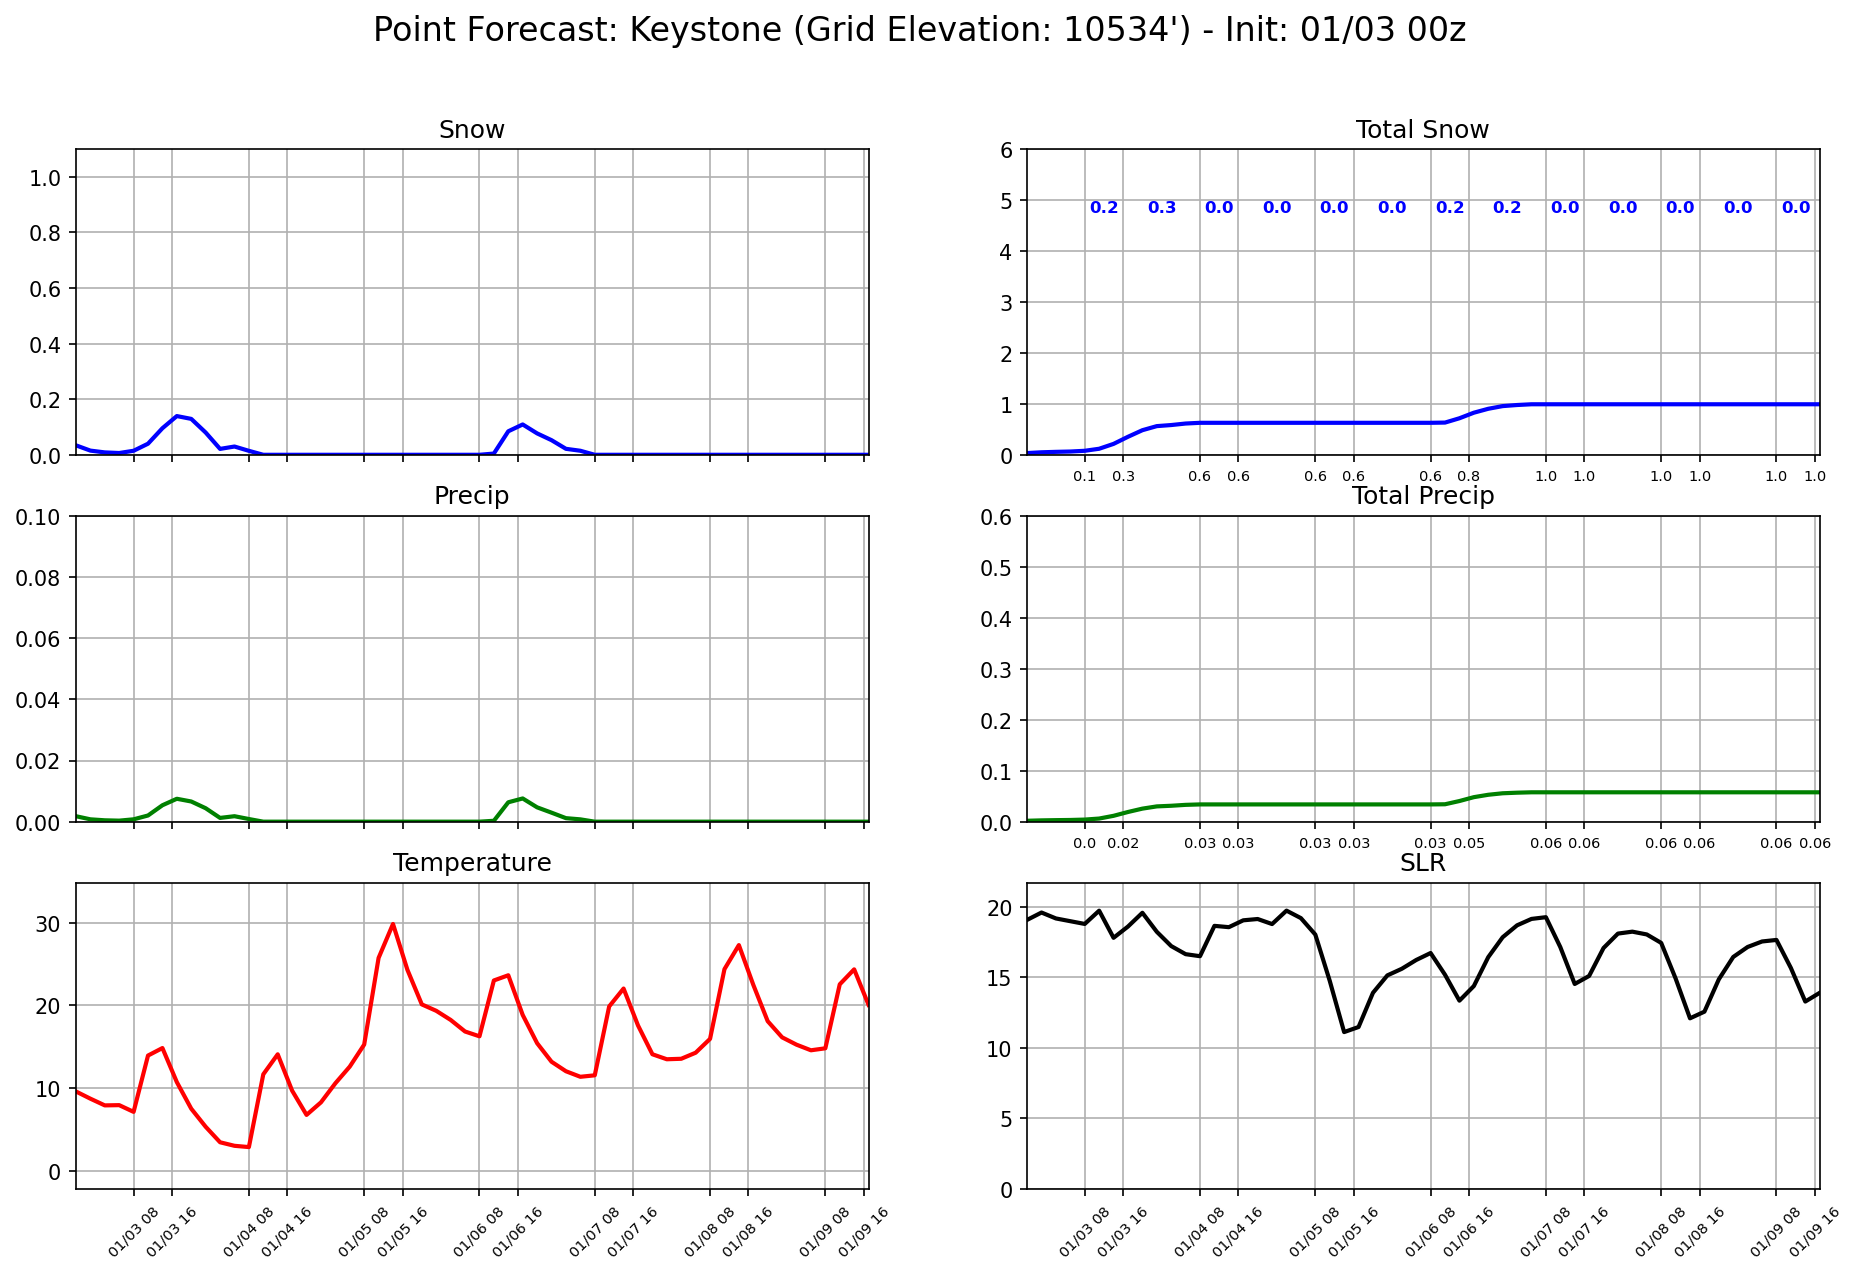 Point Forecast: Keystone (Grid Elevation: 10534') - Init: 01/03 00z
Snow
1.0
0.8
0.6
0.4
0.2
0.0
Total Snow
6
5
4
3
2
1
0
0.2 0.3 0.0 0.0 0.0 0.0 0.2 0.2 0.0 0.0 0.0 0.0 0.0
0.1 0.3 0.6 0.6 0.6 0.6 0.6 0.8 1.0 1.0 1.0 1.0 1.0 1.0
Precip
0.10
0.08
0.06
0.04
0.02
0.00
Total Precip
0.6
0.5
0.4
0.3
0.2
0.1
0.0
0.0 0.02 0.03 0.03 0.03 0.03 0.03 0.05 0.06 0.06 0.06 0.06 0.06 0.06
Temperature
30
20
10
0
01/03 08 01/03 16 01/04 08 01/04 16 01/05 08 01/05 16 01/06 08 01/06 16 01/07 08 01/07 16 01/08 08 01/08 16 01/09 08 01/09 16
SLR
20
15
10
5
0
01/03 08 01/03 16 01/04 08 01/04 16 01/05 08 01/05 16 01/06 08 01/06 16 01/07 08 01/07 16 01/08 08 01/08 16 01/09 08 01/09 16